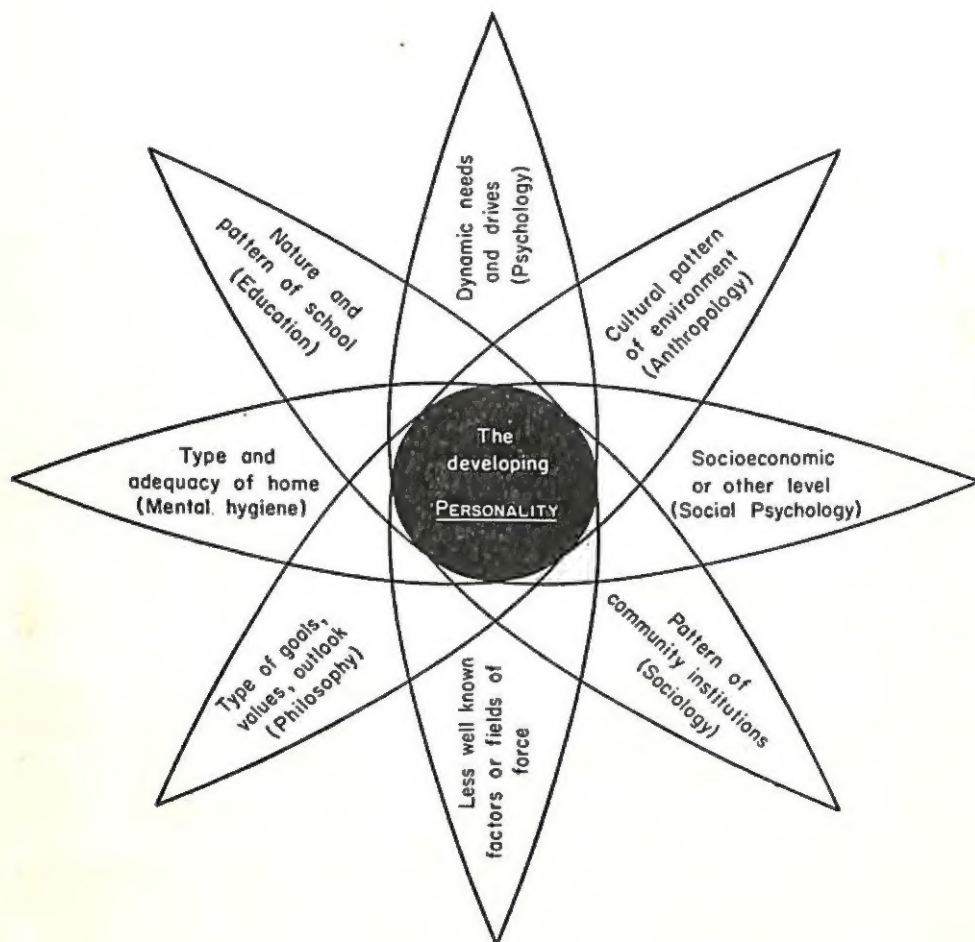 Dynamic needs
and drives
(Psychology)
Cultural pattern
of environment
(Anthropology)
Socioeconomic
or other level
(Social Psychology)
Pattern of
community institutions
(Sociology)
Less well known
factors or fields of
force
Type of goals,
values, outlook
(Philosophy)
Type and
adequacy of home
(Mental hygiene)
Nature and
pattern of school
(Education)
The
developing
PERSONALITY